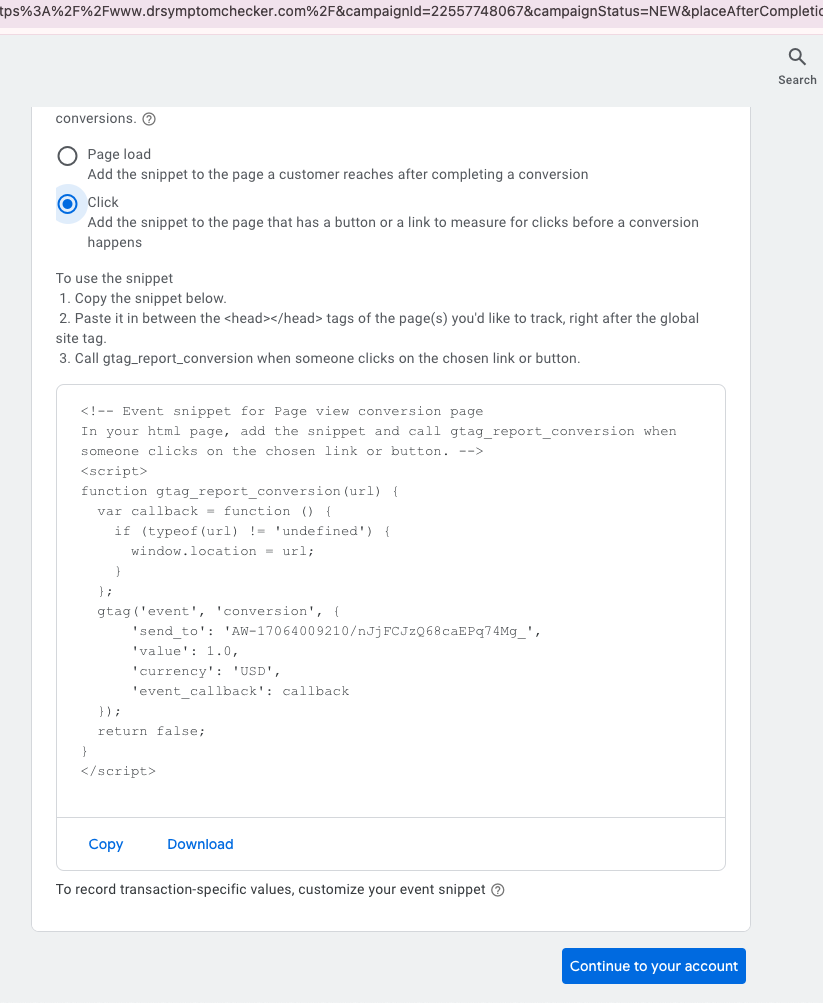 tps%3A%2F%2Fwww.drsymptomchecker.com%2F&campaignId=22557748067&campaignStatus=NEW&placeAfterCompletio
Search
conversions.
Page load
Add the snippet to the page a customer reaches after completing a conversion
Click
Add the snippet to the page that has a button or a link to measure for clicks before a conversion
happens
To use the snippet
1. Copy the snippet below.
2. Paste it in between the <head></head> tags of the page(s) you'd like to track, right after the global
site tag.
3. Call gtag_report_conversion when someone clicks on the chosen link or button.
<!-- Event snippet for Page view conversion page
In your html page, add the snippet and call gtag_report_conversion when
someone clicks on the chosen link or button. -->
<script>
function gtag_report_conversion(url) {
  var callback = function () {
    if (typeof(url) != 'undefined') {
      window.location = url;
    }
  };
  gtag('event', 'conversion', {
      'send_to': 'AW-17064009210/nJjFCJzQ68caEPq74Mg_',
      'value': 1.0,
      'currency': 'USD',
      'event_callback': callback
  });
  return false;
}
</script>
Copy Download
To record transaction-specific values, customize your event snippet
Continue to your account